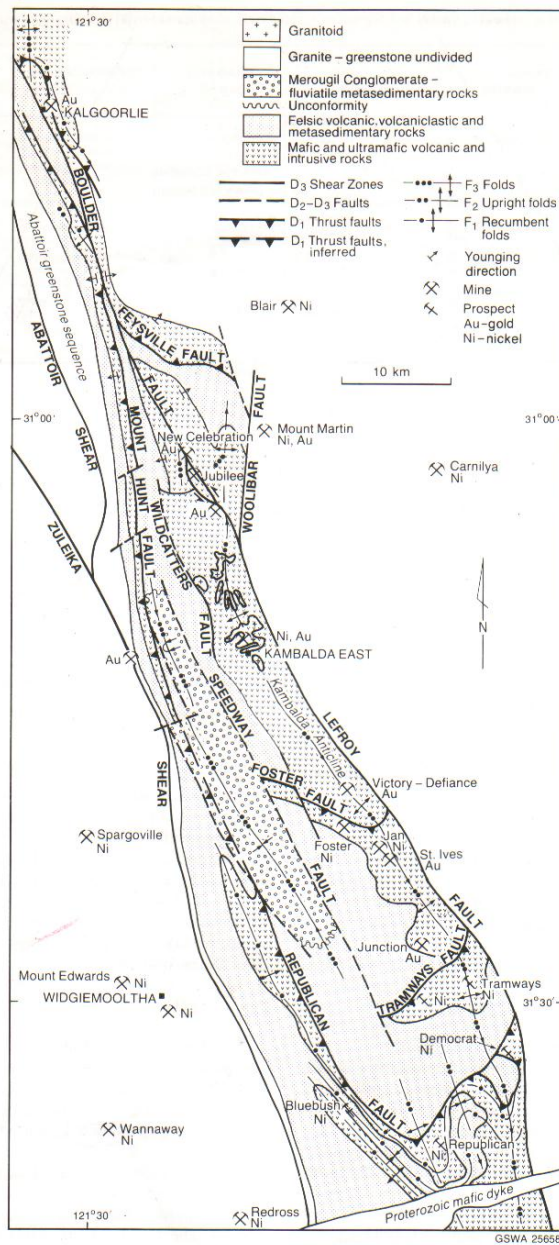 121°30'
Granitoid
Granite – greenstone undivided
Merougil Conglomerate –
fluviatile metasedimentary rocks
Unconformity
Felsic volcanic, volcaniclastic and
metasedimentary rocks
Mafic and ultramafic volcanic and
intrusive rocks
D3 Shear Zones
D2–D3 Faults
D1 Thrust faults
D1 Thrust faults,
inferred
F3 Folds
F2 Upright folds
F1 Recumbent
folds
Younging
direction
Mine
Prospect
Au–gold
Ni–nickel
10 km
Au
KALGOORLIE
BOULDER
FAULT
Abattoir greenstone sequence
ABATTOIR
SHEAR
FEYSVILLE FAULT
Blair Ni
31°00'
31°00'
MOUNT
HUNT
FAULT
New Celebration
Au
Jubilee
Au
WOOLIBAR
FAULT
Mount Martin
Ni, Au
Carnilya
Ni
ZULEIKA
SHEAR
WILDCATTERS
FAULT
Ni, Au
KAMBALDA EAST
N
Au
SPEEDWAY
FAULT
Kambalda Anticline
LEFROY
FAULT
FOSTER
FAULT
Victory – Defiance
Au
Spargoville
Ni
Foster
Ni
Jan
Ni
St. Ives
Au
Junction
Au
REPUBLICAN
FAULT
TRAMWAYS FAULT
Tramways
Ni
Ni
Mount Edwards
Ni
WIDGIEMOOLTHA
Ni
31°30'
Democrat
Ni
Bluebush
Ni
Republican
Ni
Wannaway
Ni
Redross
Ni
Proterozoic mafic dyke
121°30'
GSWA 25658